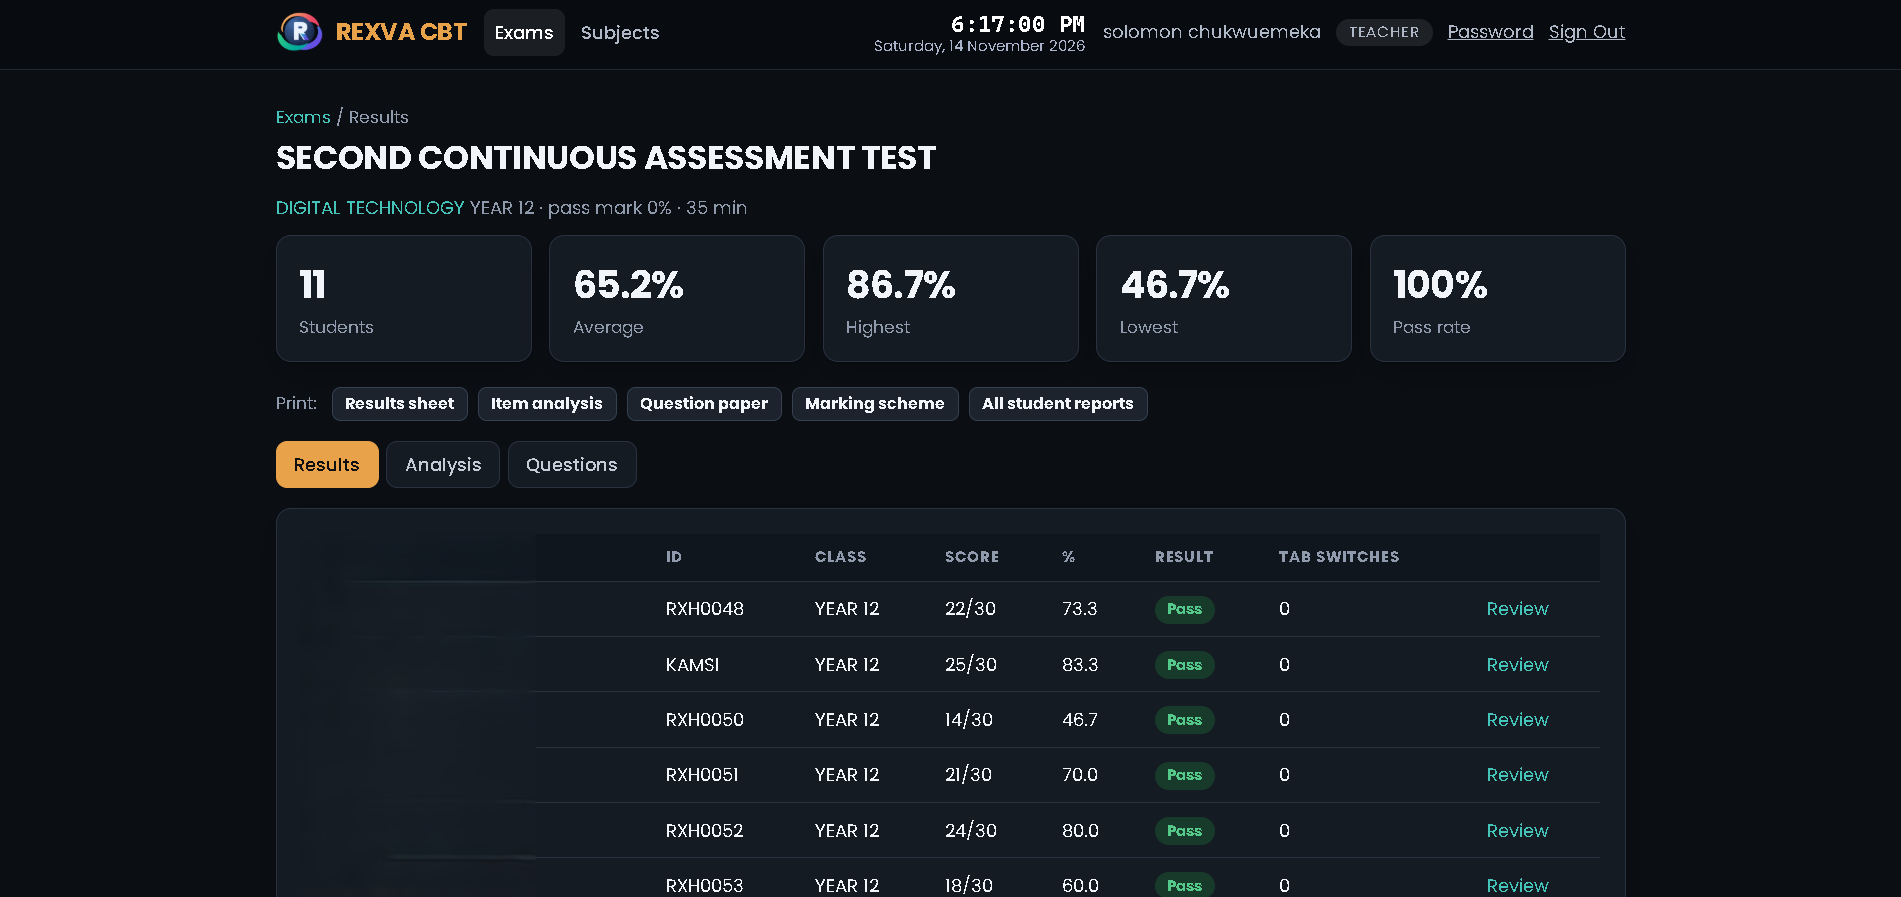 REXVA CBT Exams Subjects 6:17:00 PM solomon chukwuemeka TEACHER Password Sign Out
Saturday, 14 November 2026
Exams / Results
SECOND CONTINUOUS ASSESSMENT TEST
DIGITAL TECHNOLOGY YEAR 12 · pass mark 0% · 35 min
11 65.2% 86.7% 46.7% 100%
Students Average Highest Lowest Pass rate
Print: Results sheet Item analysis Question paper Marking scheme All student reports
Results Analysis Questions
ID CLASS SCORE % RESULT TAB SWITCHES
RXH0048 YEAR 12 22/30 73.3 Pass 0 Review
KAMSI YEAR 12 25/30 83.3 Pass 0 Review
RXH0050 YEAR 12 14/30 46.7 Pass 0 Review
RXH0051 YEAR 12 21/30 70.0 Pass 0 Review
RXH0052 YEAR 12 24/30 80.0 Pass 0 Review
RXH0053 YEAR 12 18/30 60.0 Pass 0 Review